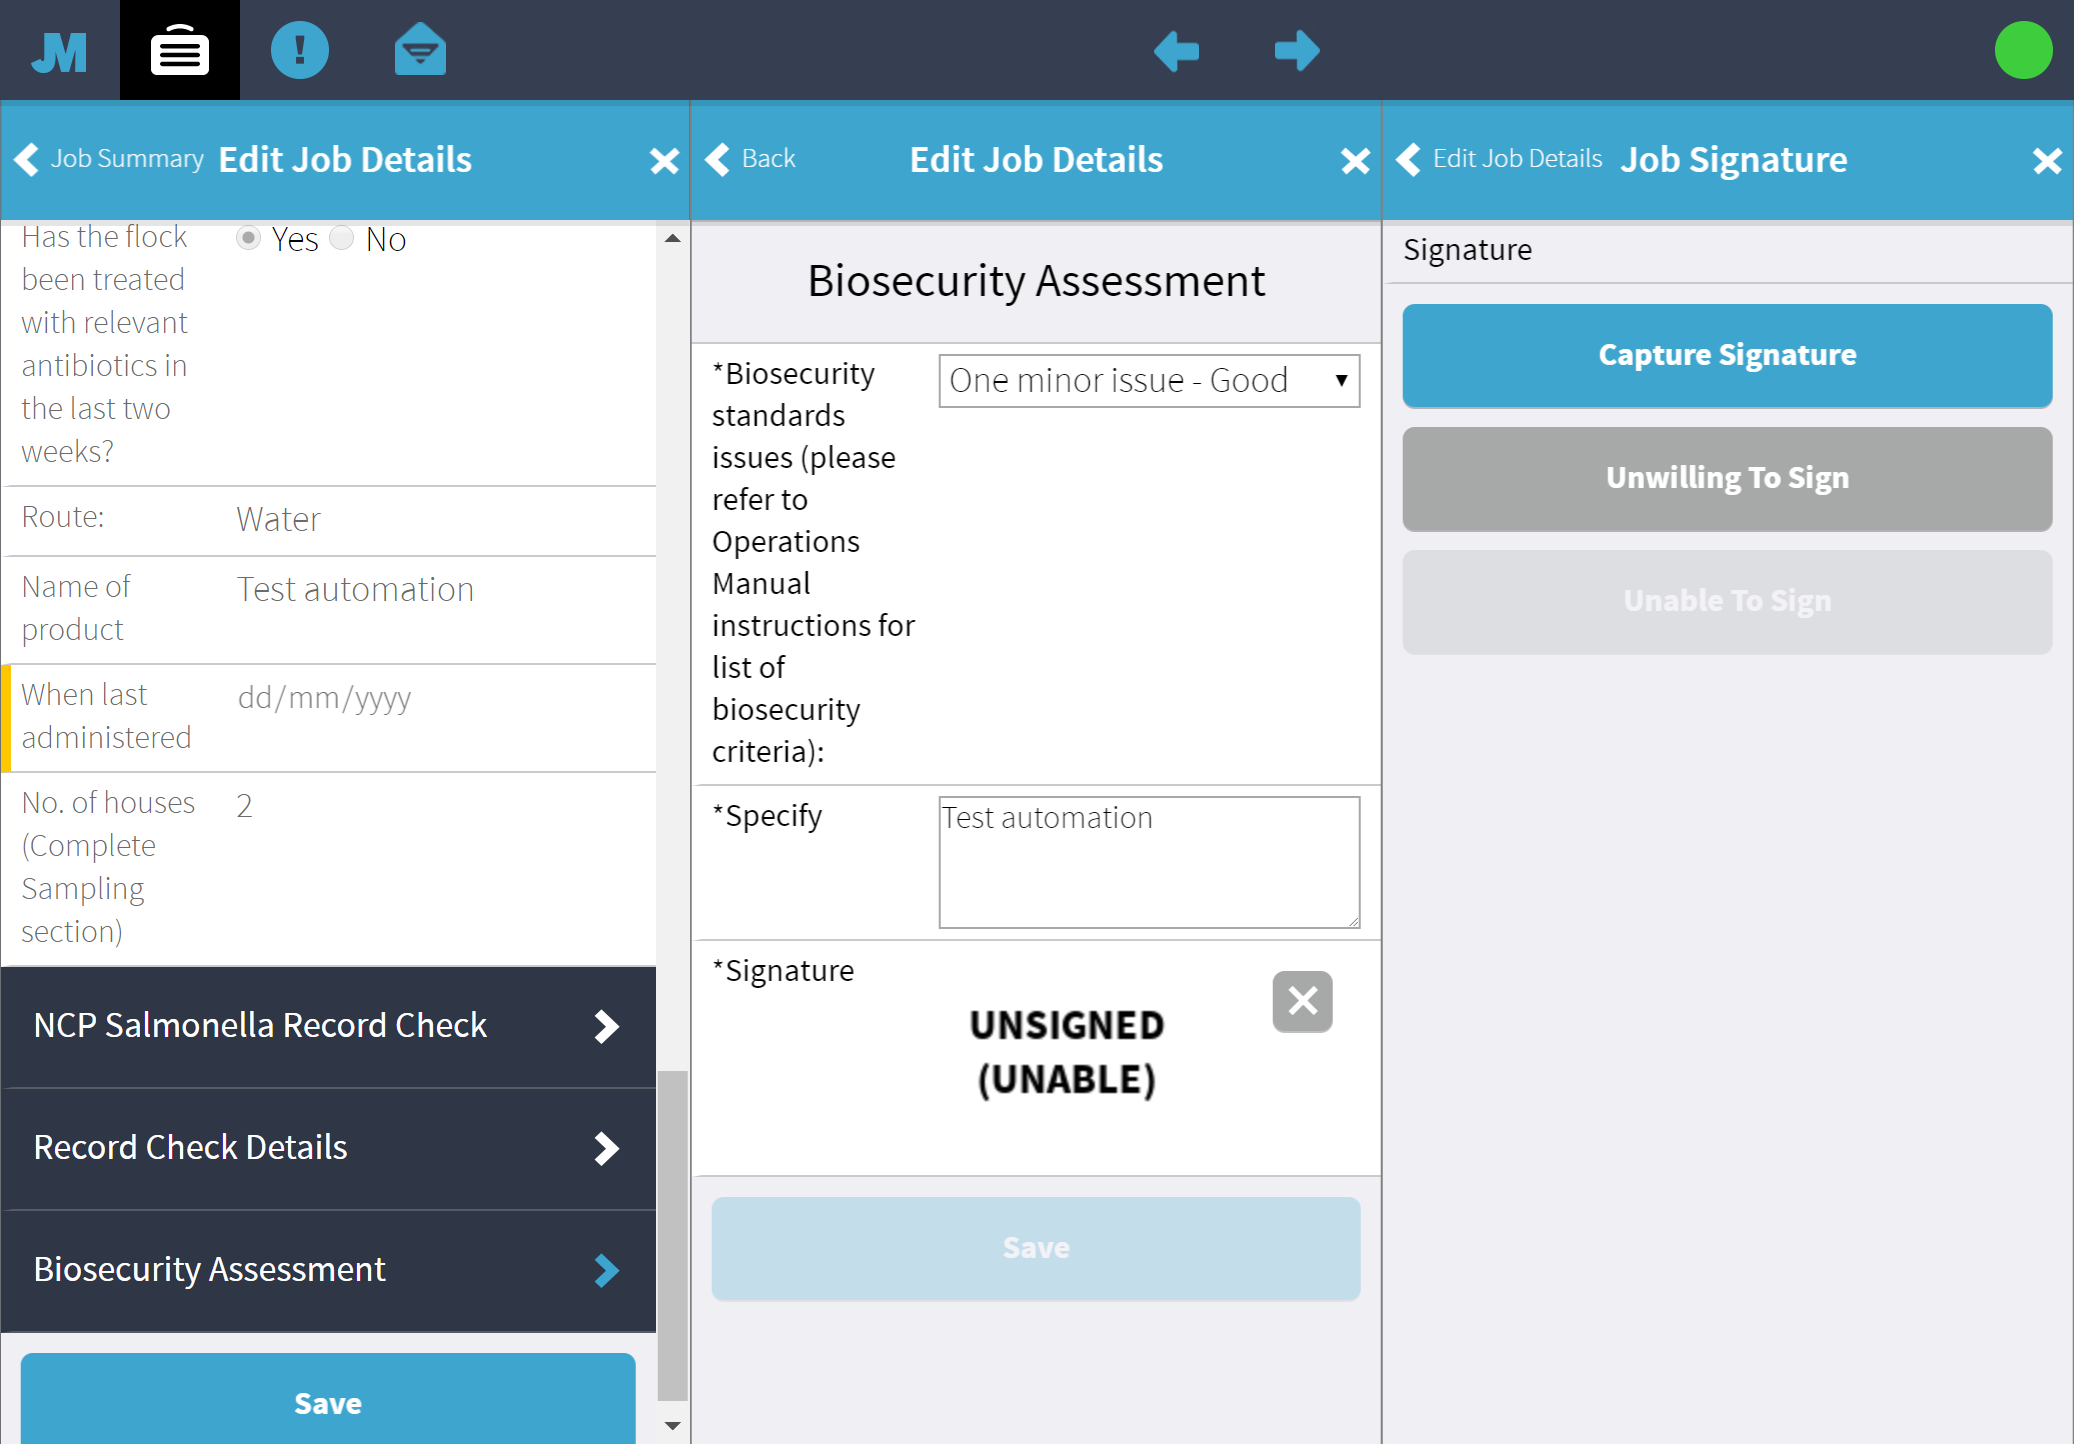 JM
!
Job Summary Edit Job Details
Has the flock
been treated
with relevant
antibiotics in
the last two
weeks?
Yes No
Route:
Water
Name of
product
Test automation
When last
administered
dd/mm/yyyy
No. of houses
(Complete
Sampling
section)
2
NCP Salmonella Record Check
Record Check Details
Biosecurity Assessment
Save
Back Edit Job Details
Biosecurity Assessment
*Biosecurity
standards
issues (please
refer to
Operations
Manual
instructions for
list of
biosecurity
criteria):
One minor issue - Good
*Specify
Test automation
*Signature
UNSIGNED
(UNABLE)
Save
Edit Job Details Job Signature
Signature
Capture Signature
Unwilling To Sign
Unable To Sign